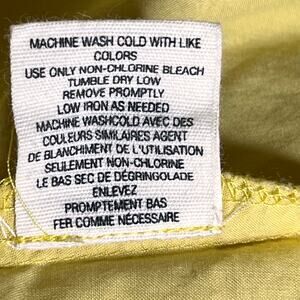 MACHINE WASH COLD WITH LIKE
COLORS
USE ONLY NON-CHLORINE BLEACH
TUMBLE DRY LOW
REMOVE PROMPTLY
LOW IRON AS NEEDED
MACHINE WASHCOLD AVEC DES
COULEURS SIMILAIRES AGENT
DE BLANCHIMENT DE L'UTILISATION
SEULEMENT NON-CHLORINE
LE BAS SEC DE DÉGRINGOLADE
ENLEVEZ
PROMPTEMENT BAS
FER COMME NÉCESSAIRE